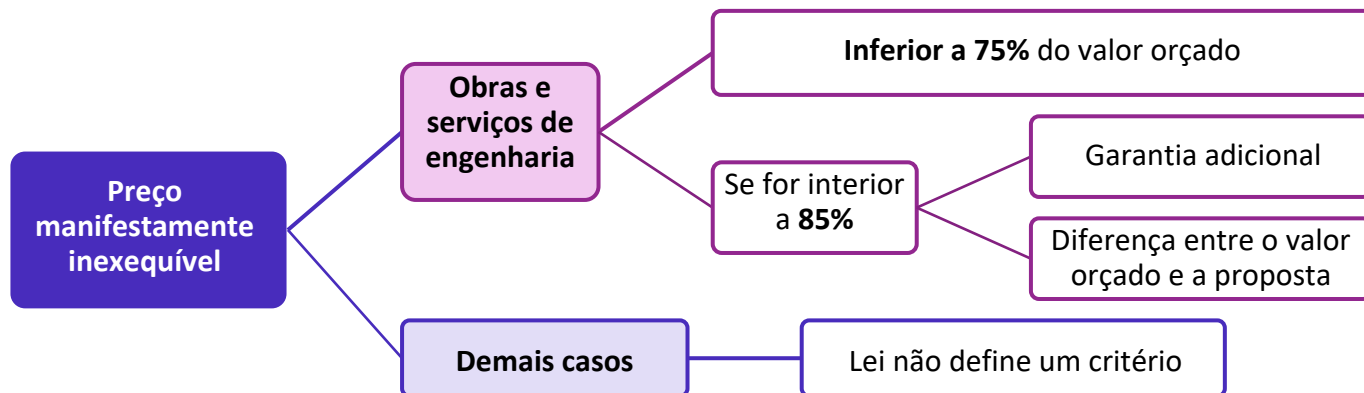 Preço
manifestamente
inexequível
Obras e
serviços de
engenharia
Inferior a 75% do valor orçado
Se for interior
a 85%
Garantia adicional
Diferença entre o valor
orçado e a proposta
Demais casos
Lei não define um critério